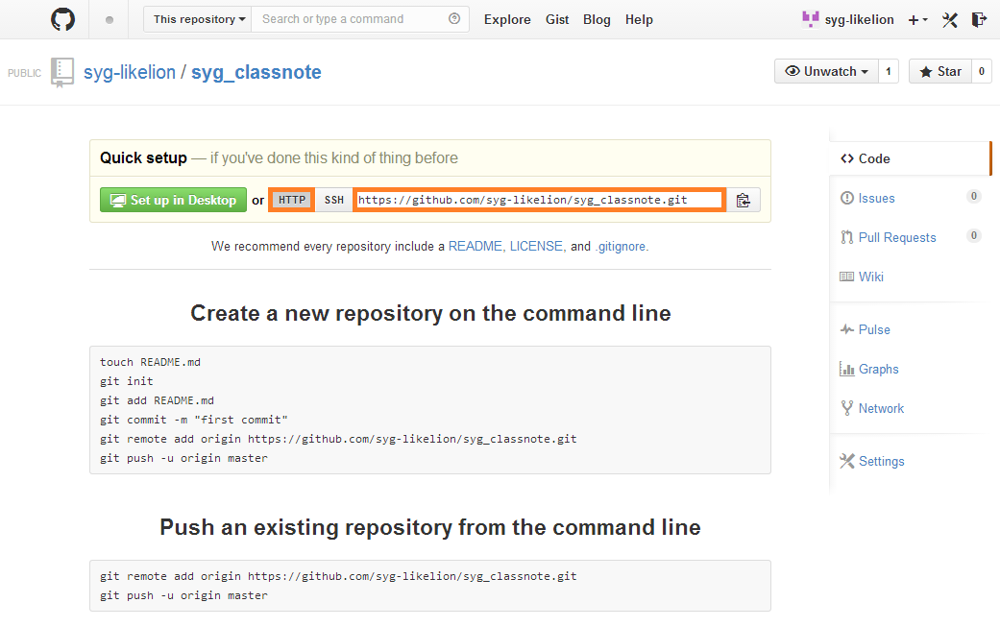 This repository Search or type a command Explore Gist Blog Help syg-likelion
PUBLIC syg-likelion / syg_classnote Unwatch 1 Star 0
Quick setup — if you've done this kind of thing before
Set up in Desktop or HTTP SSH https://github.com/syg-likelion/syg_classnote.git
We recommend every repository include a README, LICENSE, and .gitignore.
Create a new repository on the command line
touch README.md
git init
git add README.md
git commit -m "first commit"
git remote add origin https://github.com/syg-likelion/syg_classnote.git
git push -u origin master
Push an existing repository from the command line
git remote add origin https://github.com/syg-likelion/syg_classnote.git
git push -u origin master
Code
Issues 0
Pull Requests 0
Wiki
Pulse
Graphs
Network
Settings